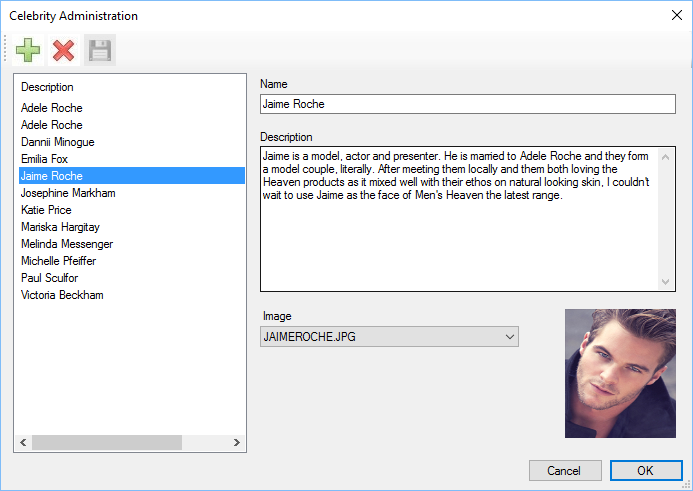 Celebrity Administration
Description
Adele Roche
Adele Roche
Dannii Minogue
Emilia Fox
Jaime Roche
Josephine Markham
Katie Price
Mariska Hargitay
Melinda Messenger
Michelle Pfeiffer
Paul Sculfor
Victoria Beckham
Name
Jaime Roche
Description
Jaime is a model, actor and presenter. He is married to Adele Roche and they form
a model couple, literally. After meeting them locally and them both loving the
Heaven products as it mixed well with their ethos on natural looking skin, I couldn't
wait to use Jaime as the face of Men's Heaven the latest range.
Image
JAIMEROCHE.JPG
Cancel
OK